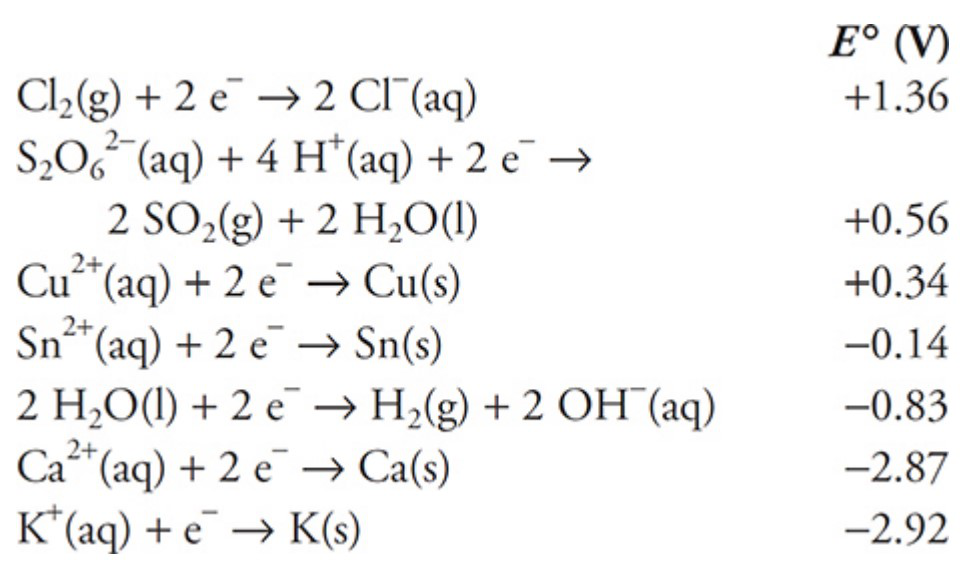 E° (V)
Cl₂(g) + 2 e⁻ → 2 Cl⁻(aq) +1.36
S₂O₆²⁻(aq) + 4 H⁺(aq) + 2 e⁻ →
2 SO₂(g) + 2 H₂O(l) +0.56
Cu²⁺(aq) + 2 e⁻ → Cu(s) +0.34
Sn²⁺(aq) + 2 e⁻ → Sn(s) −0.14
2 H₂O(l) + 2 e⁻ → H₂(g) + 2 OH⁻(aq) −0.83
Ca²⁺(aq) + 2 e⁻ → Ca(s) −2.87
K⁺(aq) + e⁻ → K(s) −2.92